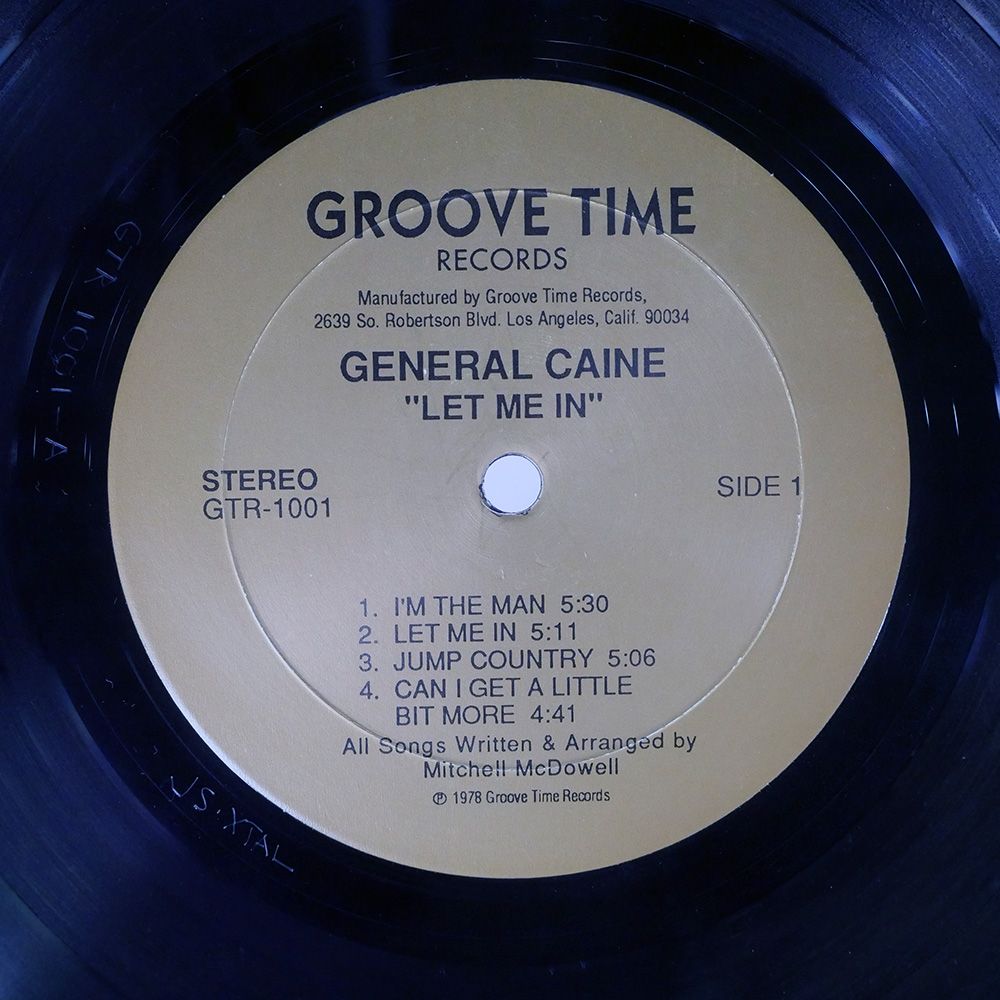 GROOVE TIME
RECORDS
Manufactured by Groove Time Records,
2639 So. Robertson Blvd. Los Angeles, Calif. 90034
GENERAL CAINE
"LET ME IN"
STEREO
GTR-1001
SIDE 1
1. I'M THE MAN 5:30
2. LET ME IN 5:11
3. JUMP COUNTRY 5:06
4. CAN I GET A LITTLE
BIT MORE 4:41
All Songs Written & Arranged by
Mitchell McDowell
℗ 1978 Groove Time Records
GTR 1001-A
JS·XTAL